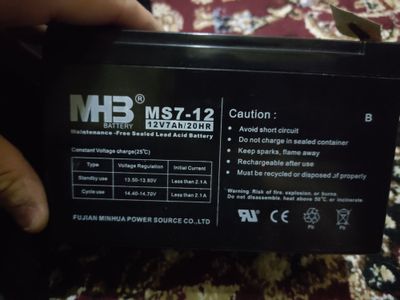 MHB®
BATTERY
MS7-12
12V7Ah/20HR
Maintenance-Free Sealed Lead Acid Battery
Constant Voltage charge(25℃)
Type Voltage Regulation Initial Current
Standby use 13.50-13.80V Less than 2.1A
Cycle use 14.40-14.70V Less than 2.1A
FUJIAN MINHUA POWER SOURCE CO.,LTD
Caution :
B
Avoid short circuit
Do not charge in sealed container
Keep sparks, flame away
Rechargeable after use
Must be recycled or disposed of properly
Warning: Risk of fire, explosion, or burns.
Do not disassemble. heat above 50℃. or incinerate.
Pb
Pb